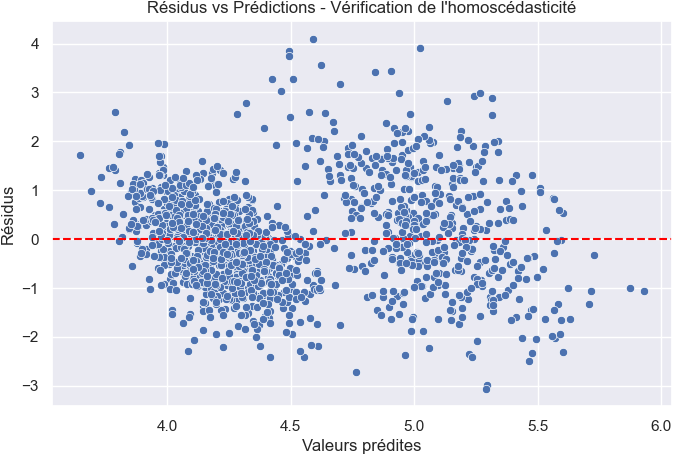 Résidus vs Prédictions - Vérification de l'homoscédasticité
4
3
2
1
0
−1
−2
−3
Résidus
4.0 4.5 5.0 5.5 6.0
Valeurs prédites